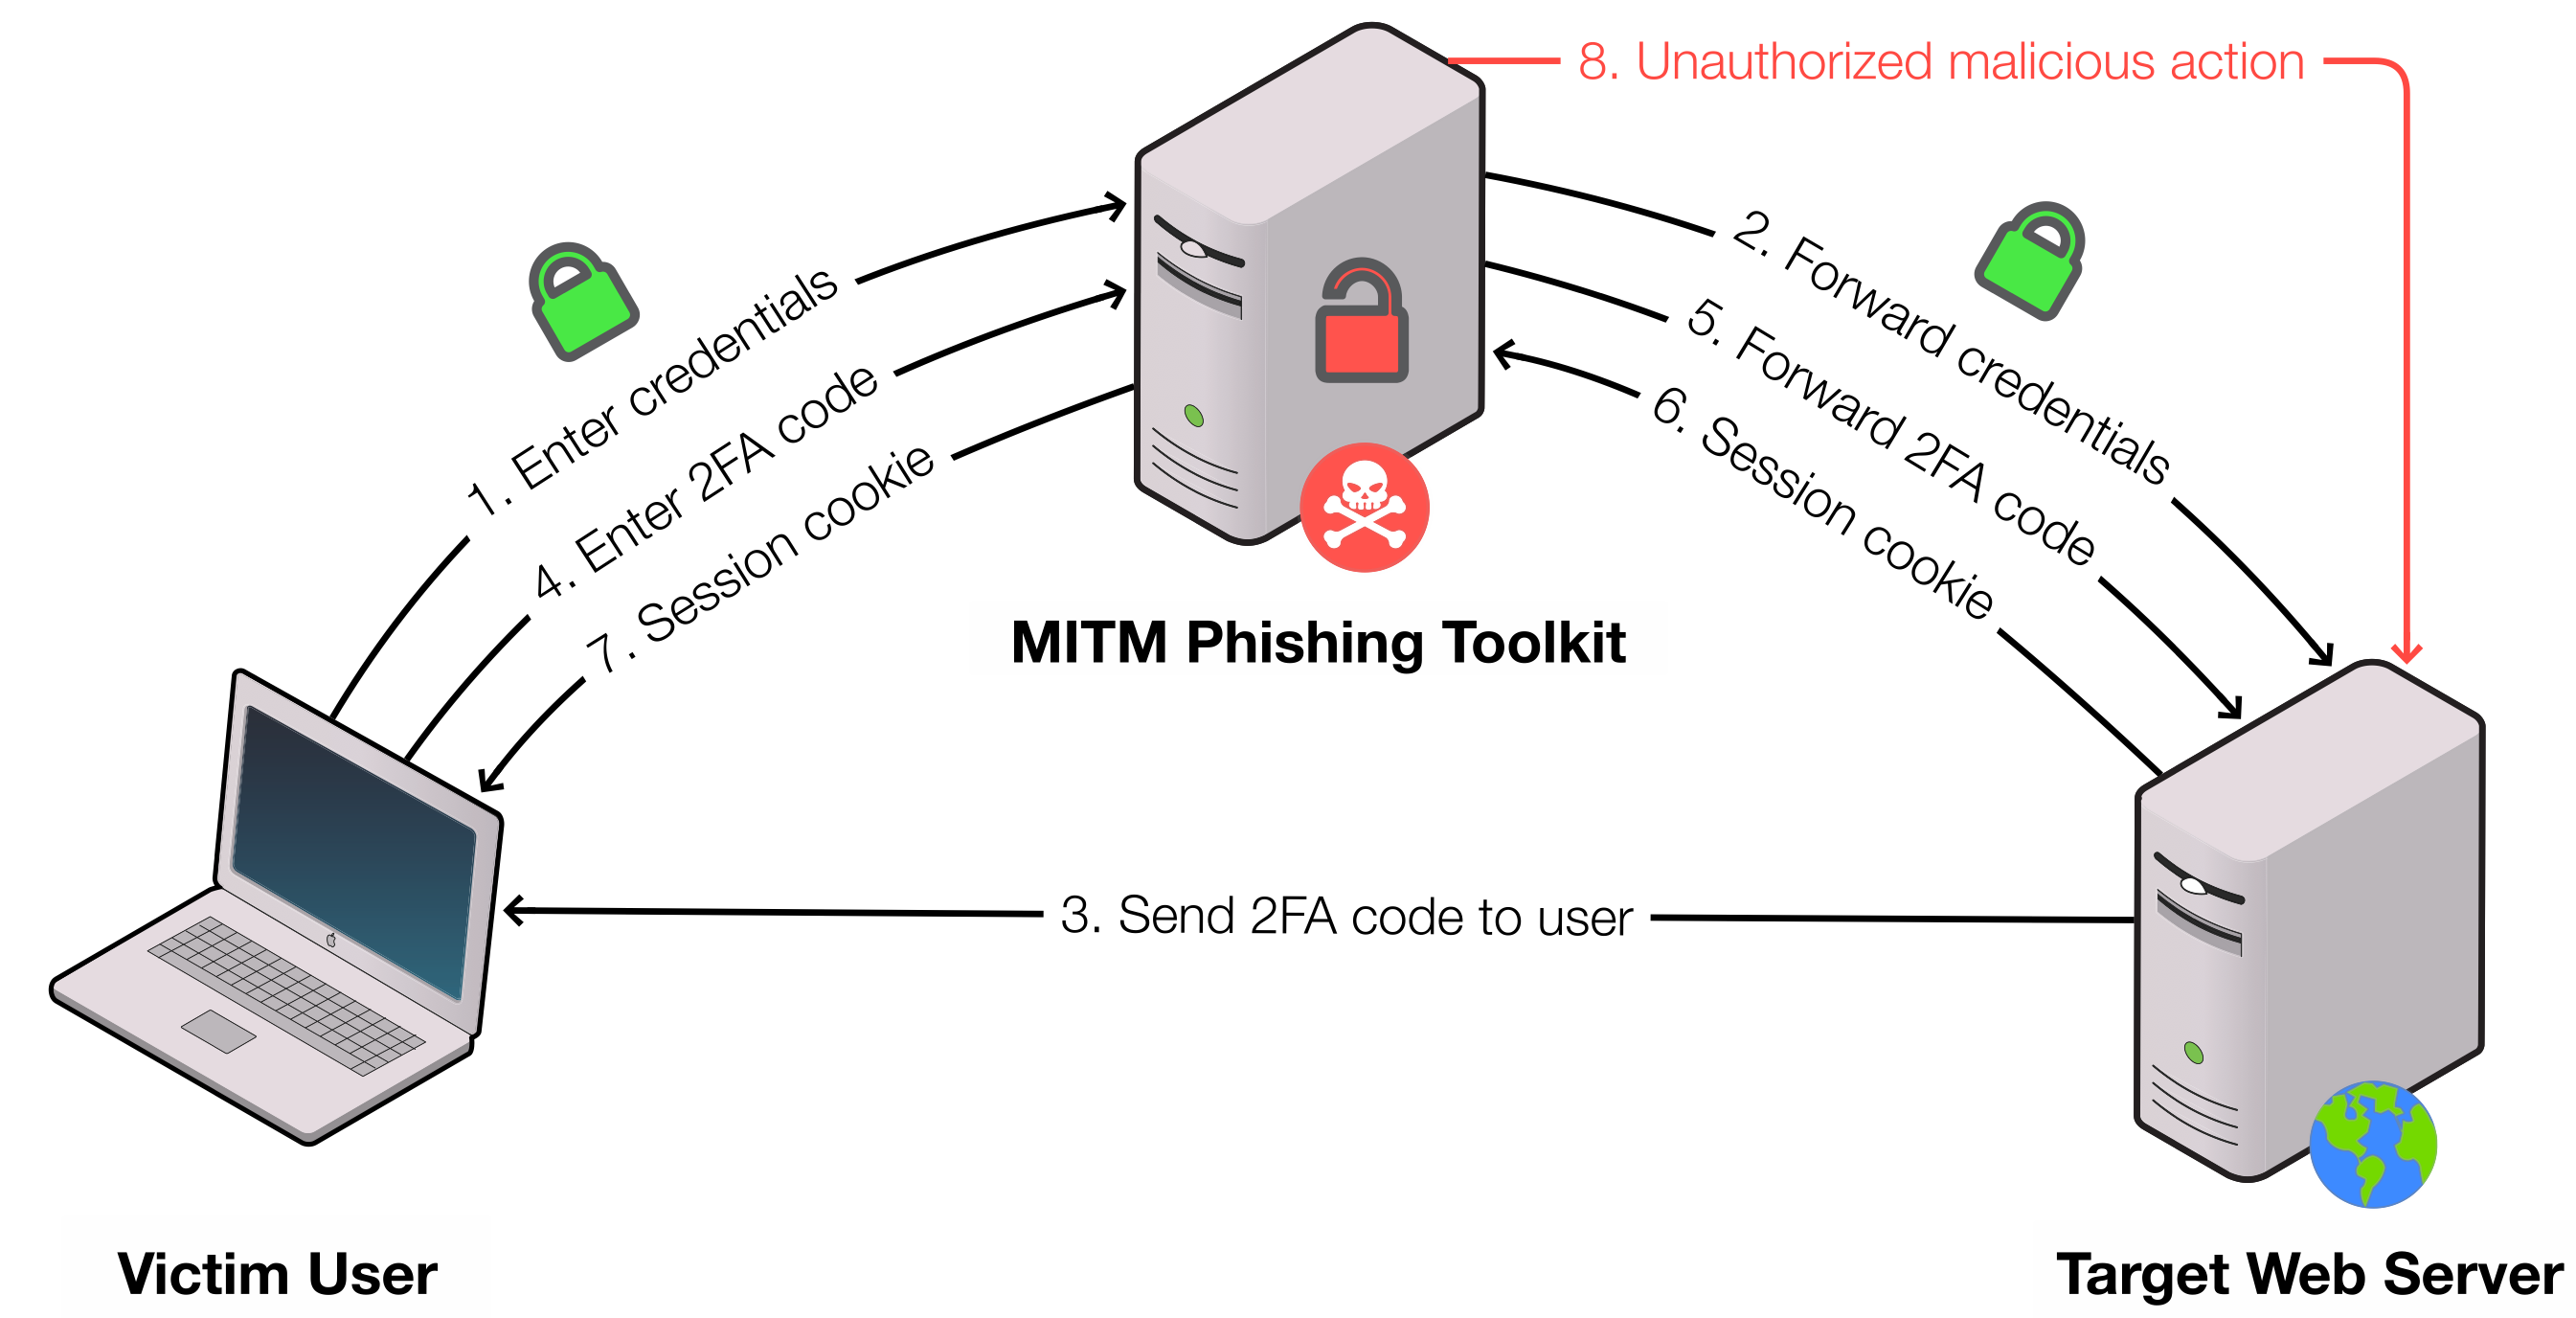 8. Unauthorized malicious action
1. Enter credentials
2. Forward credentials
4. Enter 2FA code
5. Forward 2FA code
7. Session cookie
6. Session cookie
MITM Phishing Toolkit
3. Send 2FA code to user
Victim User
Target Web Server